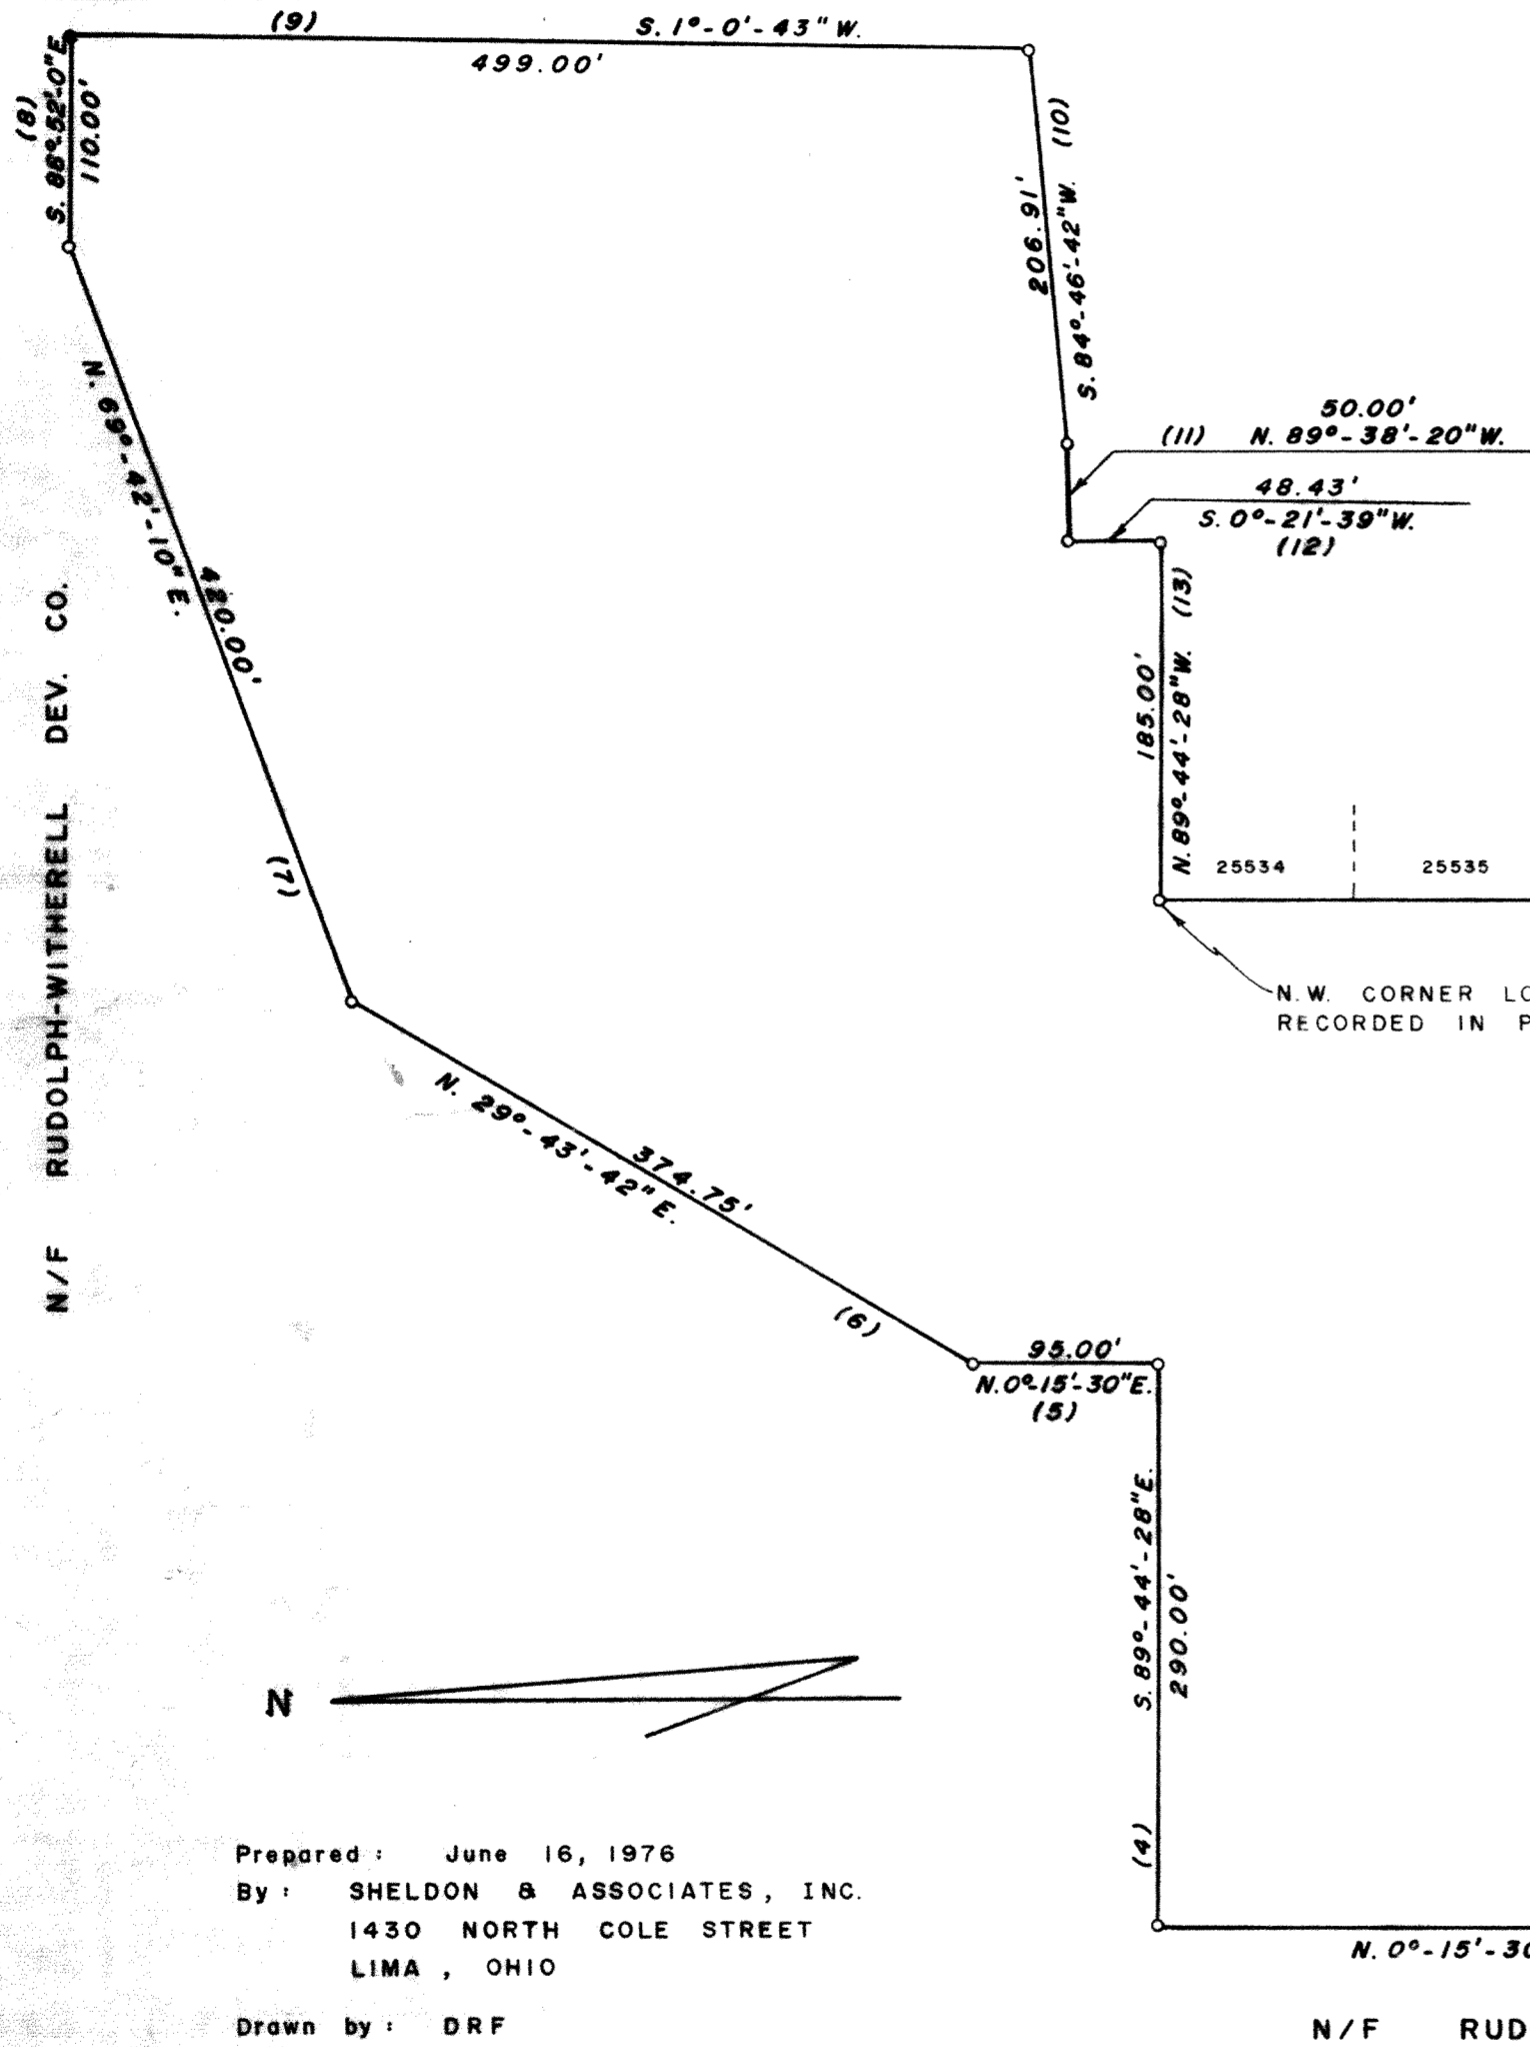 (9)
S. 1°-0'-43" W.
499.00'
(8)
S. 88°-52'-0" E.
110.00'
(10)
206.91'
S. 84°-46'-42" W.
50.00'
(11) N. 89°-38'-20" W.
48.43'
S. 0°-21'-39" W.
(12)
(13)
185.00'
N. 89°-44'-28" W.
25534
25535
N.W. CORNER LO
RECORDED IN P
N. 69°-42'-10" E.
420.00'
(7)
N/F RUDOLPH-WITHERELL DEV. CO.
N. 29°-43'-42" E.
374.75'
(6)
95.00'
N. 0°-15'-30" E.
(5)
S. 89°-44'-28" E.
290.00'
(4)
N
N. 0°-15'-30
Prepared : June 16, 1976
By : SHELDON & ASSOCIATES, INC.
1430 NORTH COLE STREET
LIMA , OHIO
Drawn by : DRF
N/F RUD